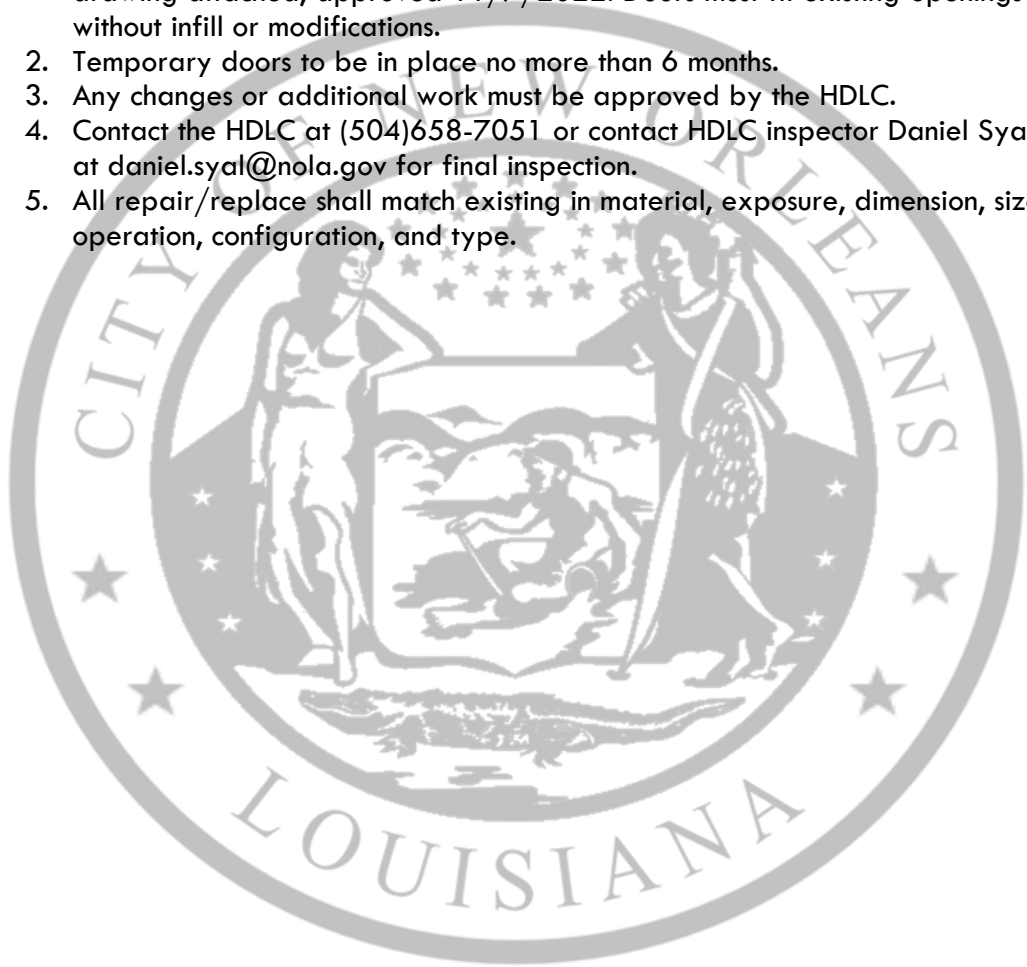 without infill or modifications.
2. Temporary doors to be in place no more than 6 months.
3. Any changes or additional work must be approved by the HDLC.
4. Contact the HDLC at (504)658-7051 or contact HDLC inspector Daniel Sya
at daniel.syal@nola.gov for final inspection.
5. All repair/replace shall match existing in material, exposure, dimension, siz
operation, configuration, and type.
CITY OF NEW ORLEANS
LOUISIANA